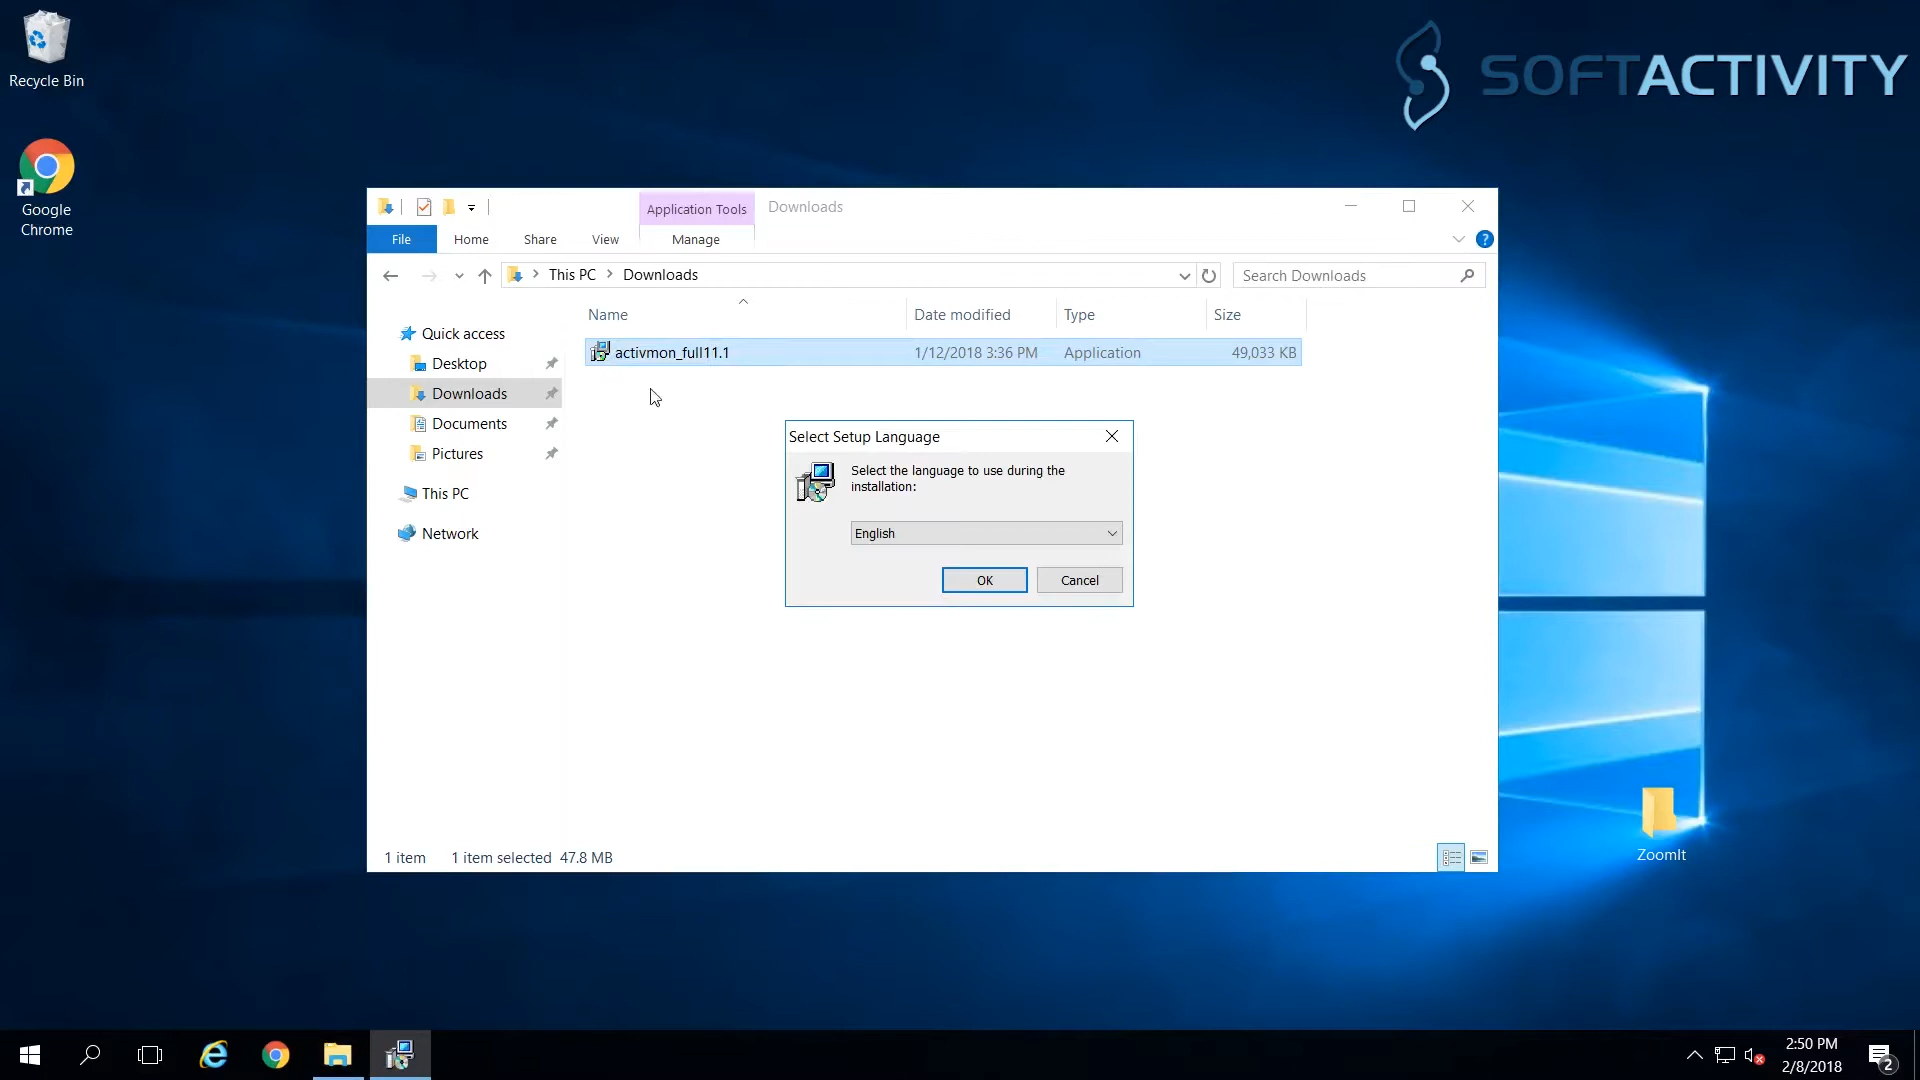 Recycle Bin
SOFTACTIVITY
Google
Chrome
Application Tools
Downloads
File
Home
Share
View
Manage
?
This PC
Downloads
Search Downloads
Name
Date modified
Type
Size
Quick access
activmon_full11.1
1/12/2018 3:36 PM
Application
49,033 KB
Desktop
Downloads
Documents
Pictures
This PC
Network
Select Setup Language
Select the language to use during the
installation:
English
OK
Cancel
1 item
1 item selected 47.8 MB
ZoomIt
2:50 PM
2/8/2018
2